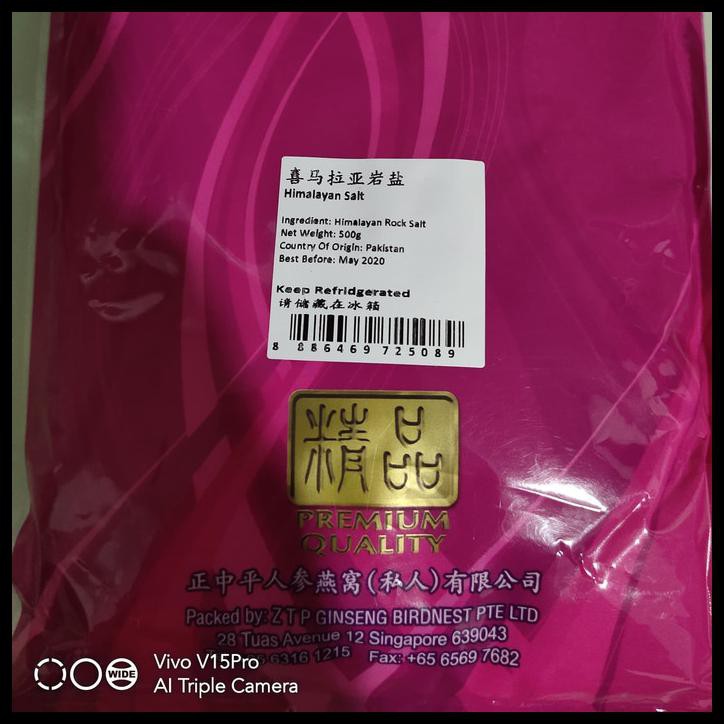 喜马拉亚岩盐
Himalayan Salt
Ingredient: Himalayan Rock Salt
Net Weight: 500g
Country Of Origin: Pakistan
Best Before: May 2020
Keep Refridgerated
请储藏在冰箱
8 886469 725089
精品
PREMIUM
QUALITY
正中平人参燕窝(私人)有限公司
Packed by: Z T P GINSENG BIRDNEST PTE LTD
28 Tuas Avenue 12 Singapore 639043
6316 1215 Fax: +65 6569 7682
WIDE
Vivo V15Pro
AI Triple Camera